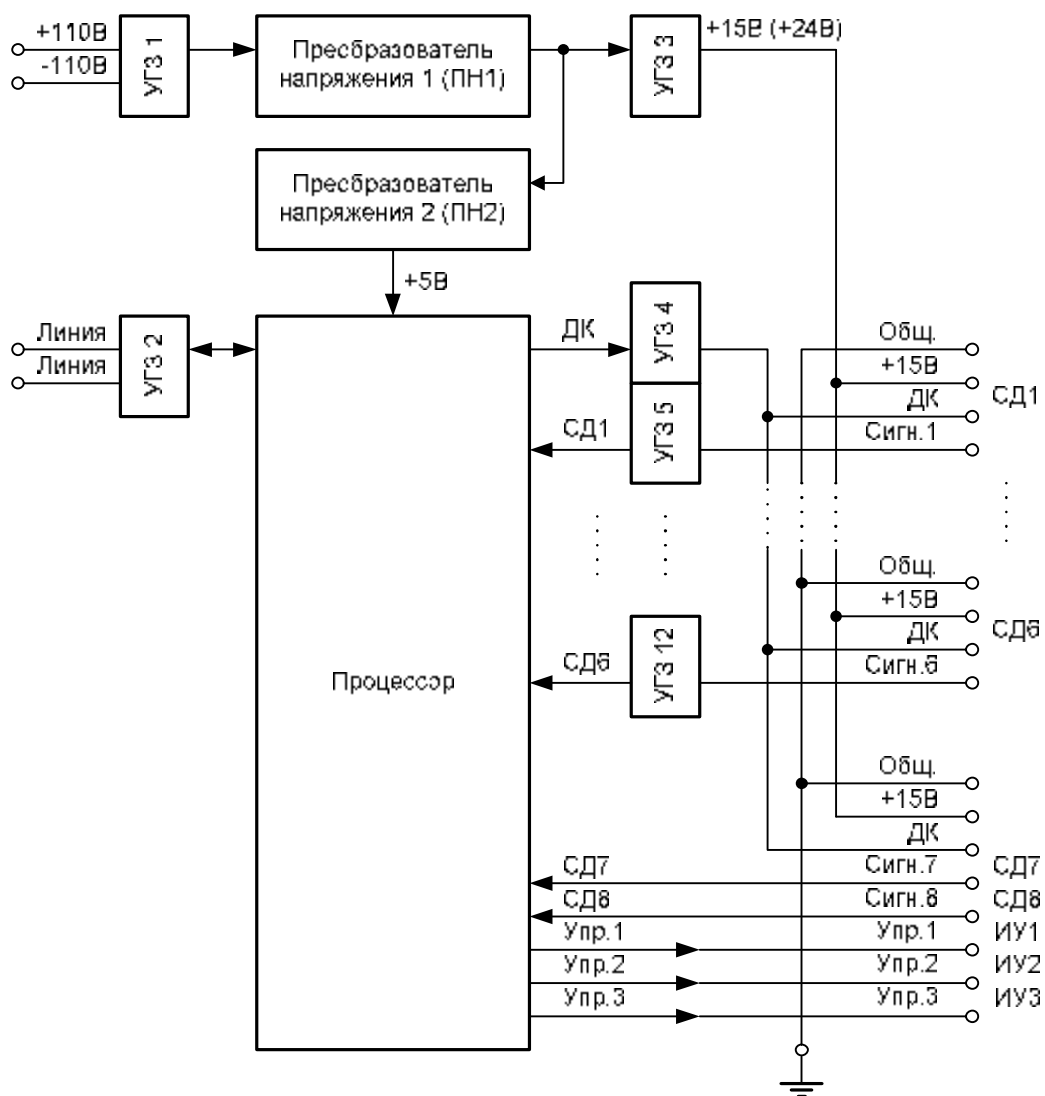 +110В
-110В
УГЗ 1
Пресбразователь
напряжения 1 (ПН1)
УГЗ 3
+15В (+24В)
Пресбразователь
напряжения 2 (ПН2)
+5В
Линия
Линия
УГЗ 2
Процессор
ДК
УГЗ 4
СД1
УГЗ 5
Общ.
+15В
ДК
Сигн.1
СД1
СД6
УГЗ 12
Общ.
+15В
ДК
Сигн.6
СД6
Общ.
+15В
ДК
СД7
Сигн.7
СД7
СД8
Сигн.8
СД8
Упр.1
Упр.1
ИУ1
Упр.2
Упр.2
ИУ2
Упр.3
Упр.3
ИУ3